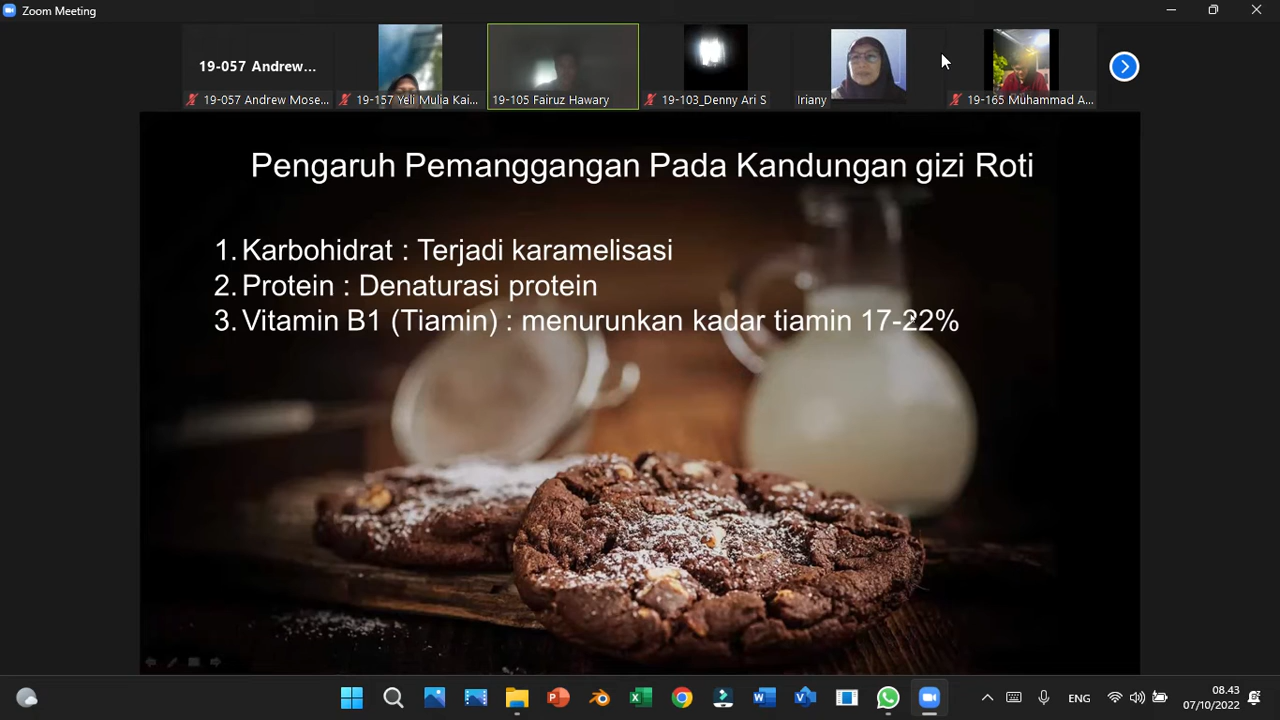 Zoom Meeting
19-057 Andrew...
19-057 Andrew Mose...
19-157 Yeli Mulia Kai...
19-105 Fairuz Hawary
19-103_Denny Ari S
Iriany
19-165 Muhammad A...
Pengaruh Pemanggangan Pada Kandungan gizi Roti
1. Karbohidrat : Terjadi karamelisasi
2. Protein : Denaturasi protein
3. Vitamin B1 (Tiamin) : menurunkan kadar tiamin 17-22%
ENG
08.43
07/10/2022